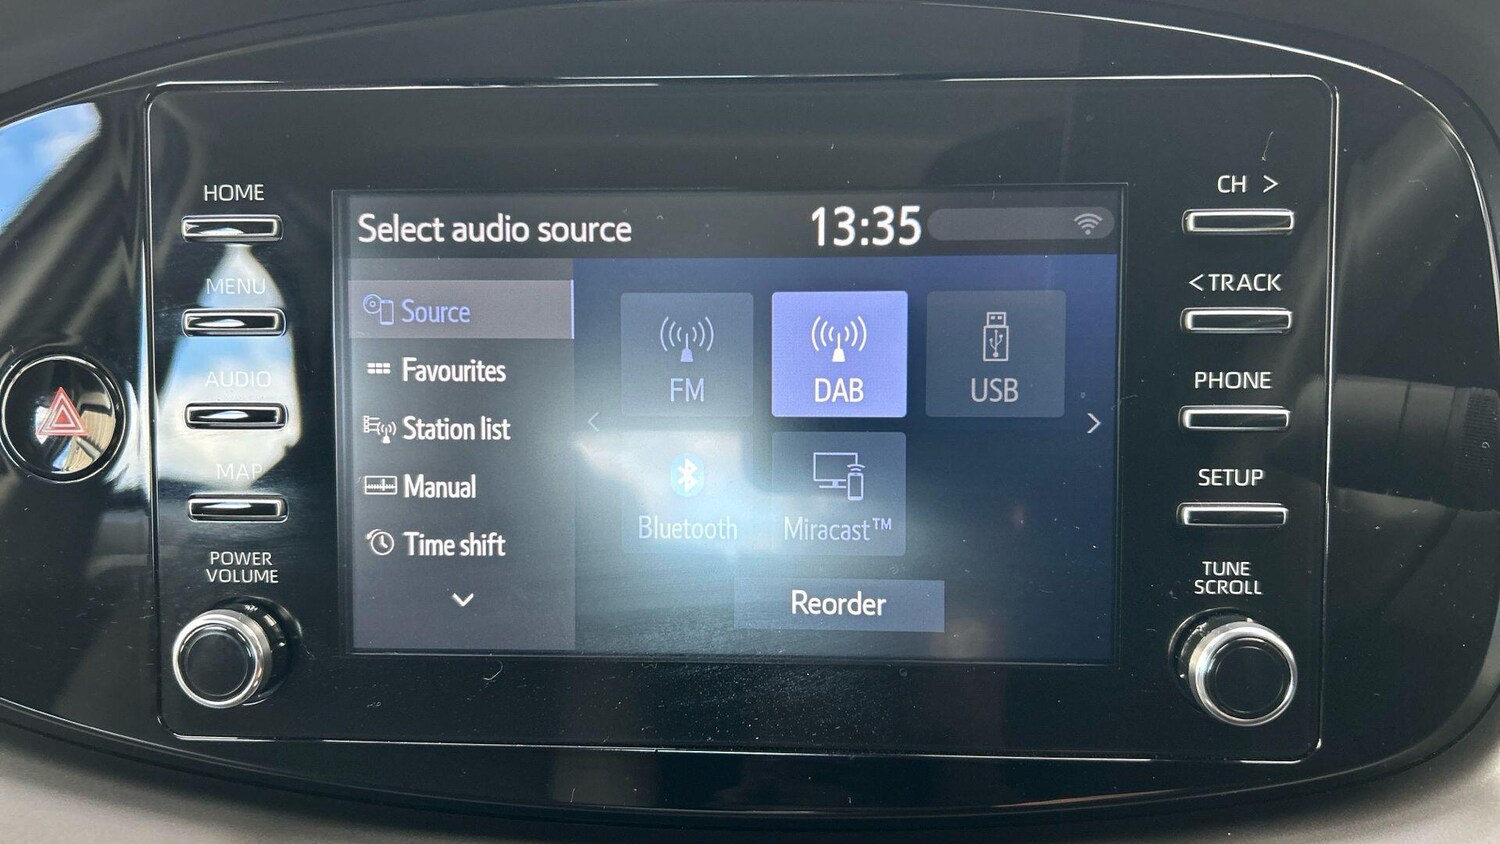 HOME
MENU
AUDIO
MAP
POWER
VOLUME
Select audio source
13:35
Source
Favourites
Station list
Manual
Time shift
FM
DAB
USB
Bluetooth
Miracast™
Reorder
CH >
< TRACK
PHONE
SETUP
TUNE
SCROLL